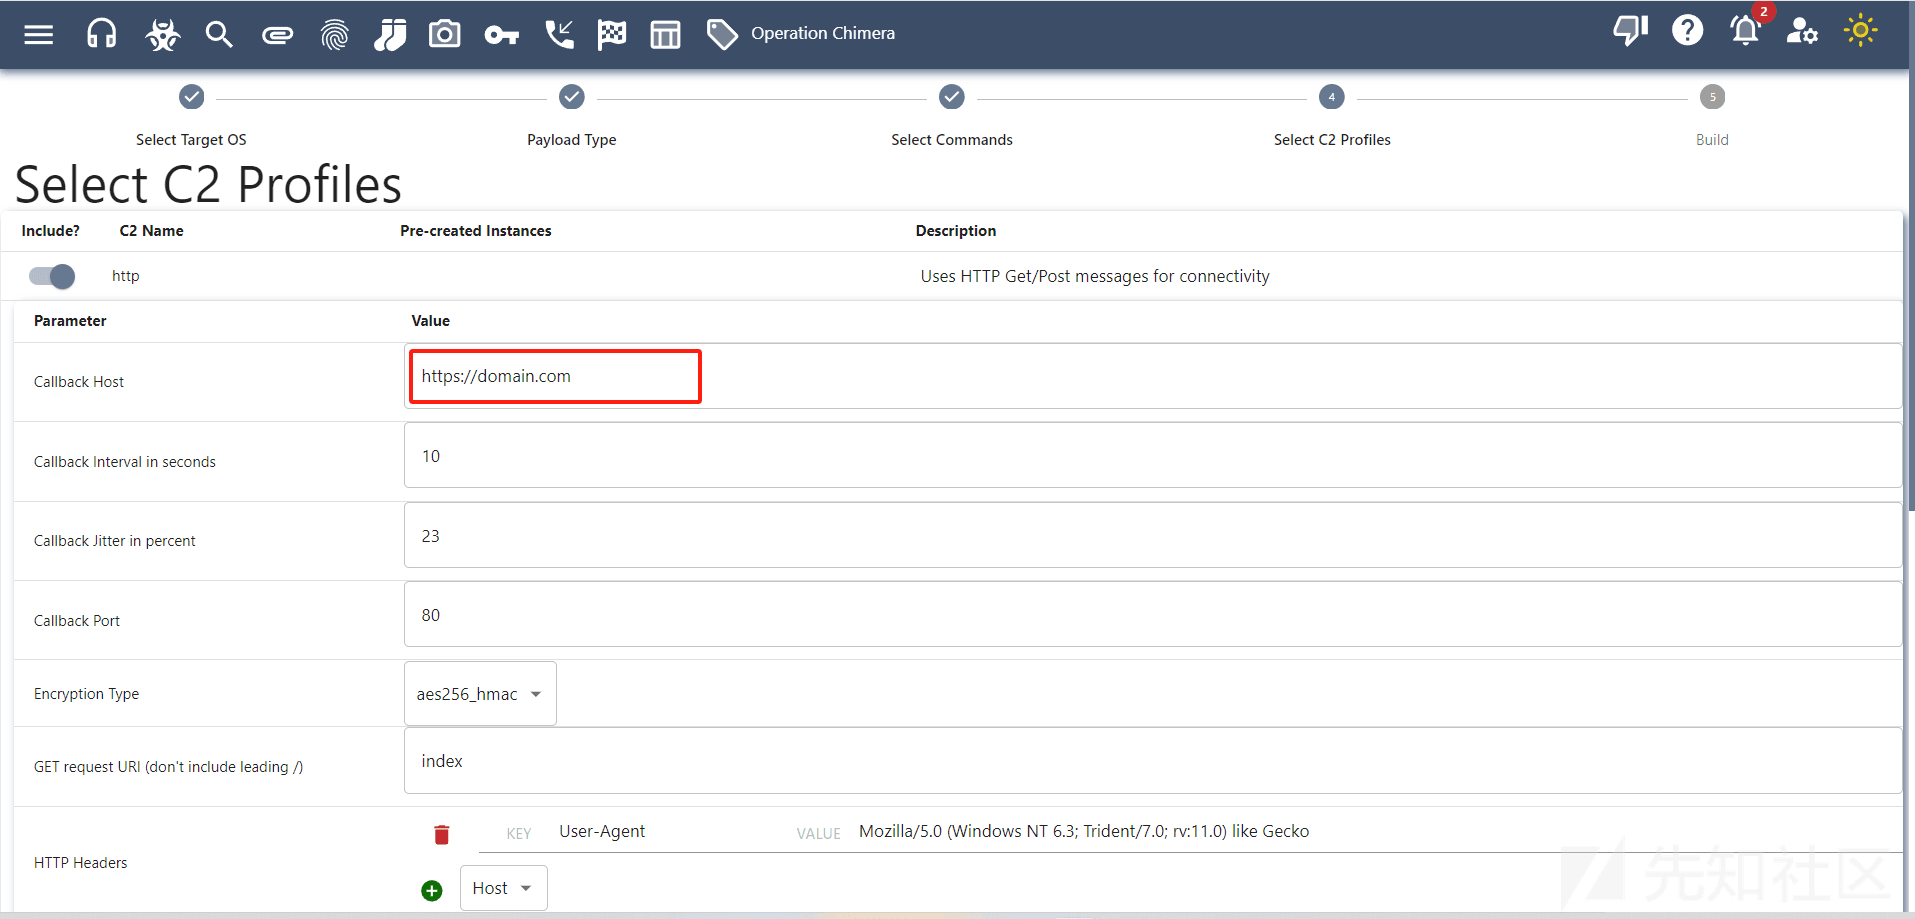 2
Operation Chimera
4
5
Select Target OS
Payload Type
Select Commands
Select C2 Profiles
Build
Select C2 Profiles
Include? C2 Name Pre-created Instances Description
http Uses HTTP Get/Post messages for connectivity
Parameter Value
Callback Host https://domain.com
Callback Interval in seconds 10
Callback Jitter in percent 23
Callback Port 80
Encryption Type aes256_hmac
GET request URI (don't include leading /) index
KEY User-Agent VALUE Mozilla/5.0 (Windows NT 6.3; Trident/7.0; rv:11.0) like Gecko
HTTP Headers
Host
先知社区